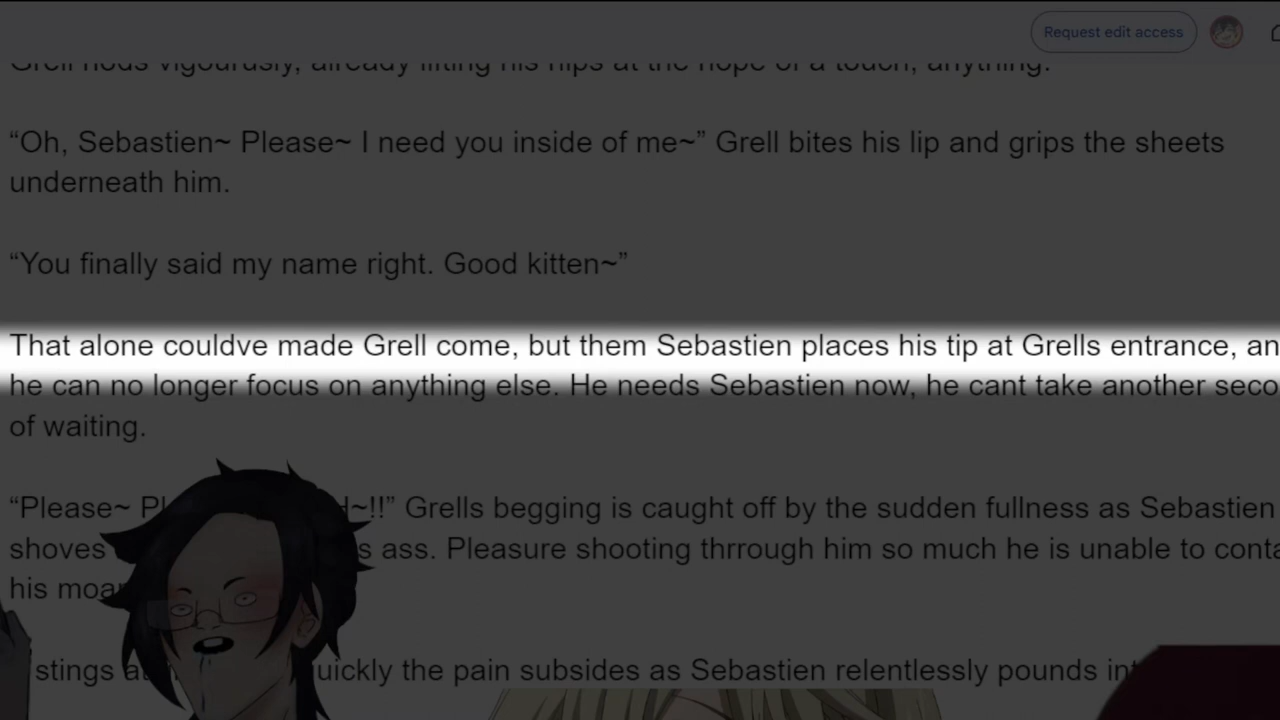 Request edit access
Grell nods vigourusly, already lifting his hips at the hope of a touch, anything.
“Oh, Sebastien~ Please~ I need you inside of me~” Grell bites his lip and grips the sheets
underneath him.
“You finally said my name right. Good kitten~”
That alone couldve made Grell come, but them Sebastien places his tip at Grells entrance, an
he can no longer focus on anything else. He needs Sebastien now, he cant take another seco
of waiting.
“Please~ ~!!” Grells begging is caught off by the sudden fullness as Sebastien
shoves ass. Pleasure shooting thrrough him so much he is unable to conta
his moa
stings uickly the pain subsides as Sebastien relentlessly pounds int